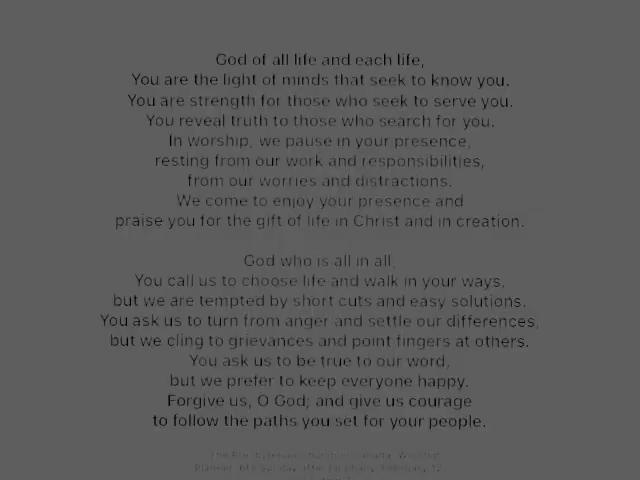 God of all life and each life,
You are the light of minds that seek to know you.
You are strength for those who seek to serve you.
You reveal truth to those who search for you.
In worship, we pause in your presence,
resting from our work and responsibilities,
from our worries and distractions.
We come to enjoy your presence and
praise you for the gift of life in Christ and in creation.
God who is all in all,
You call us to choose life and walk in your ways,
but we are tempted by short cuts and easy solutions.
You ask us to turn from anger and settle our differences,
but we cling to grievances and point fingers at others.
You ask us to be true to our word,
but we prefer to keep everyone happy.
Forgive us, O God; and give us courage
to follow the paths you set for your people.